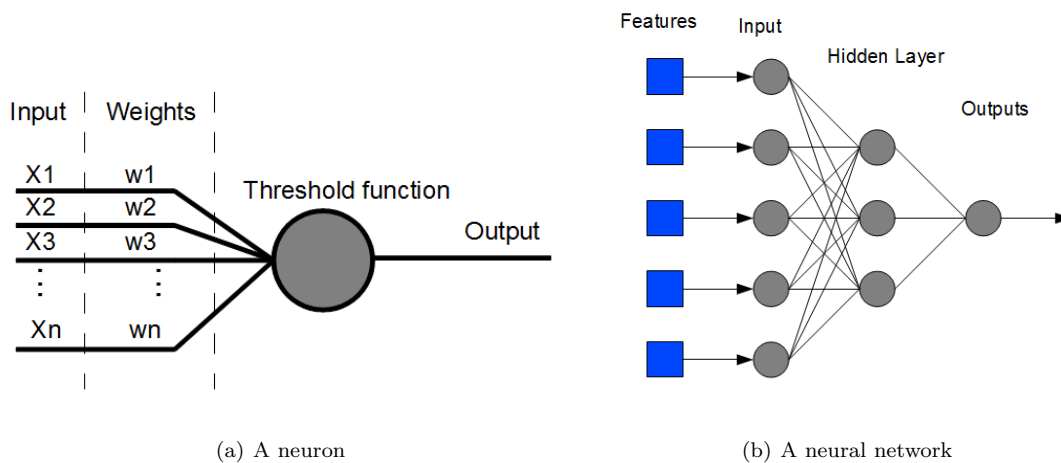 Input
Weights
X1
w1
X2
w2
X3
w3
Xn
wn
Threshold function
Output
(a) A neuron
Features
Input
Hidden Layer
Outputs
(b) A neural network